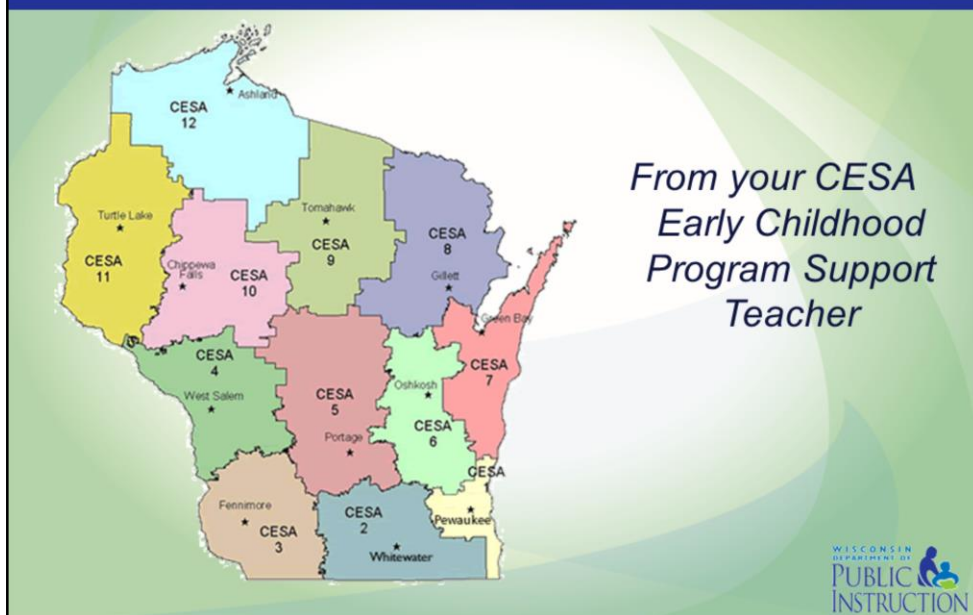 CESA
12
Ashland
Turtle Lake
CESA
11
Chippewa
Falls
CESA
10
Tomahawk
CESA
9
CESA
8
Gillett
Green Bay
CESA
7
CESA
4
West Salem
CESA
5
Portage
Oshkosh
CESA
6
CESA
Pewaukee
Fennimore
CESA
3
CESA
2
Whitewater
From your CESA
Early Childhood
Program Support
Teacher
WISCONSIN
DEPARTMENT OF
PUBLIC
INSTRUCTION